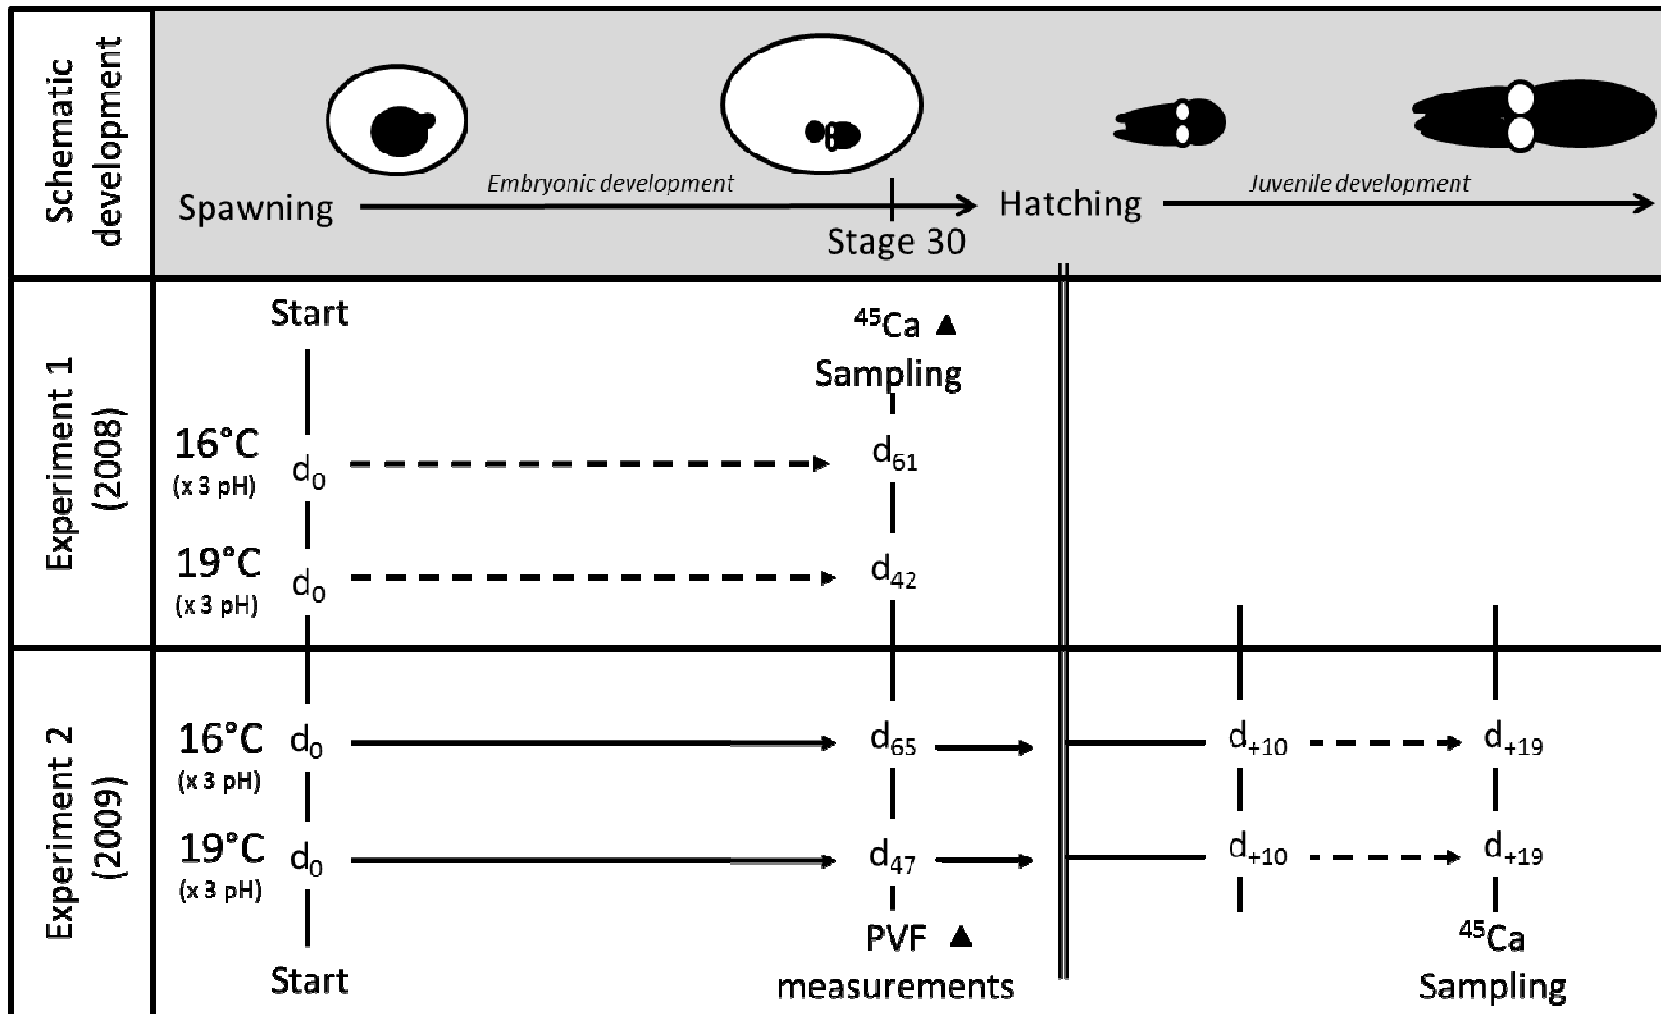 Schematic
development
Embryonic development
Juvenile development
Spawning
Hatching
Stage 30
Experiment 1
(2008)
Start
⁴⁵Ca ▲
Sampling
16°C
(x 3 pH)
d₀
d₆₁
19°C
(x 3 pH)
d₀
d₄₂
Experiment 2
(2009)
16°C
(x 3 pH)
d₀
d₆₅
d₊₁₀
d₊₁₉
19°C
(x 3 pH)
d₀
d₄₇
d₊₁₀
d₊₁₉
Start
PVF ▲
measurements
⁴⁵Ca
Sampling